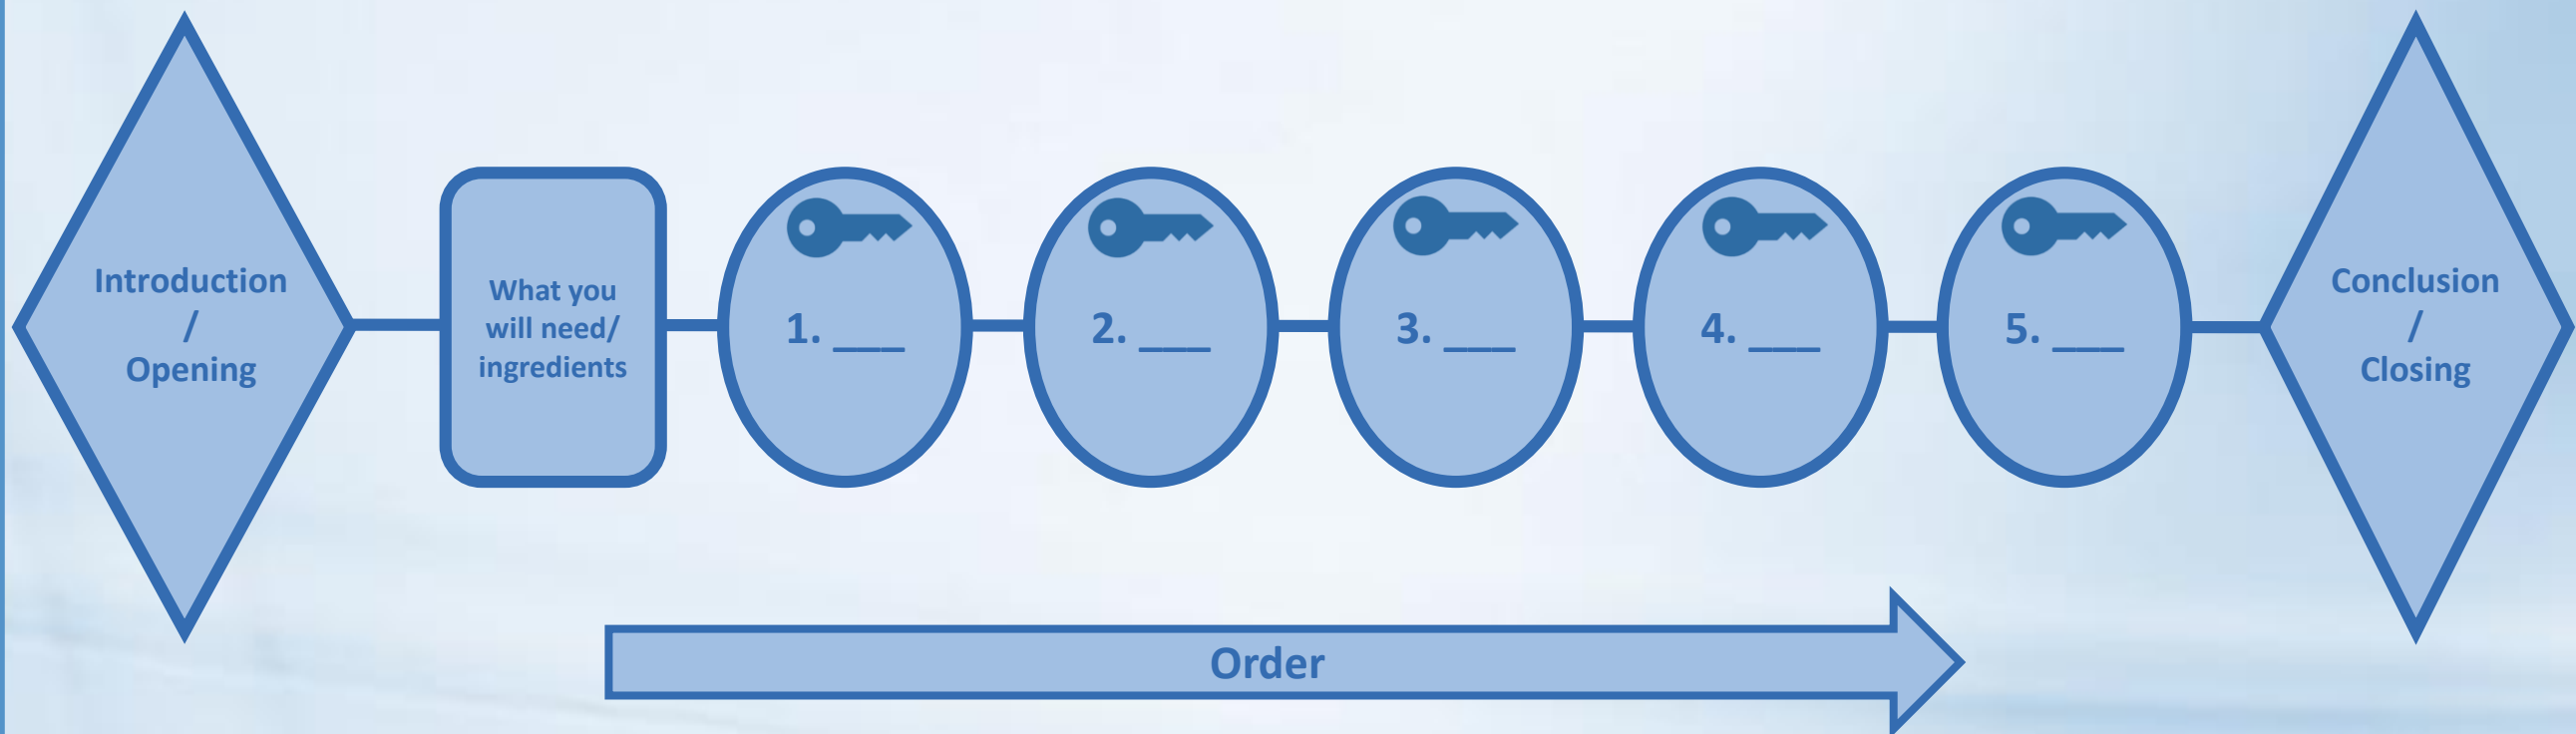 Introduction
/
Opening
What you
will need/
ingredients
1. ___
2. ___
3. ___
4. ___
5. ___
Conclusion
/
Closing
Order